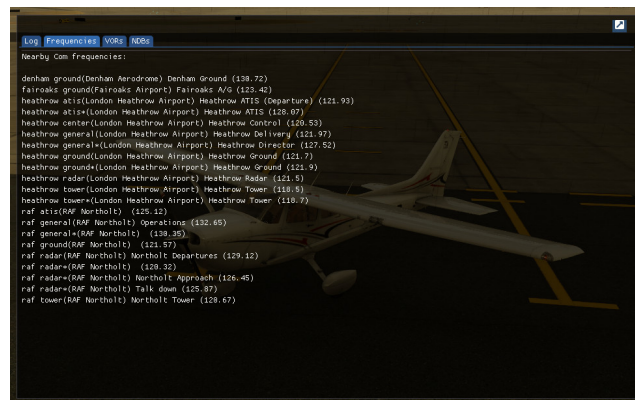 Log Frequencies VORs NDBs
Nearby Com frequencies:
denham ground(Denham Aerodrome) Denham Ground (130.72)
fairoaks ground(Fairoaks Airport) Fairoaks A/G (123.42)
heathrow atis(London Heathrow Airport) Heathrow ATIS (Departure) (121.93)
heathrow atis*(London Heathrow Airport) Heathrow ATIS (128.07)
heathrow center(London Heathrow Airport) Heathrow Control (120.53)
heathrow general(London Heathrow Airport) Heathrow Delivery (121.97)
heathrow general*(London Heathrow Airport) Heathrow Director (127.52)
heathrow ground(London Heathrow Airport) Heathrow Ground (121.7)
heathrow ground*(London Heathrow Airport) Heathrow Ground (121.9)
heathrow radar(London Heathrow Airport) Heathrow Radar (121.5)
heathrow tower(London Heathrow Airport) Heathrow Tower (118.5)
heathrow tower*(London Heathrow Airport) Heathrow Tower (118.7)
raf atis(RAF Northolt) (125.12)
raf general(RAF Northolt) Operations (132.65)
raf general*(RAF Northolt) (130.35)
raf ground(RAF Northolt) (121.57)
raf radar(RAF Northolt) Northolt Departures (129.12)
raf radar*(RAF Northolt) (120.32)
raf radar*(RAF Northolt) Northolt Approach (126.45)
raf radar*(RAF Northolt) Talk down (125.87)
raf tower(RAF Northolt) Northolt Tower (120.67)